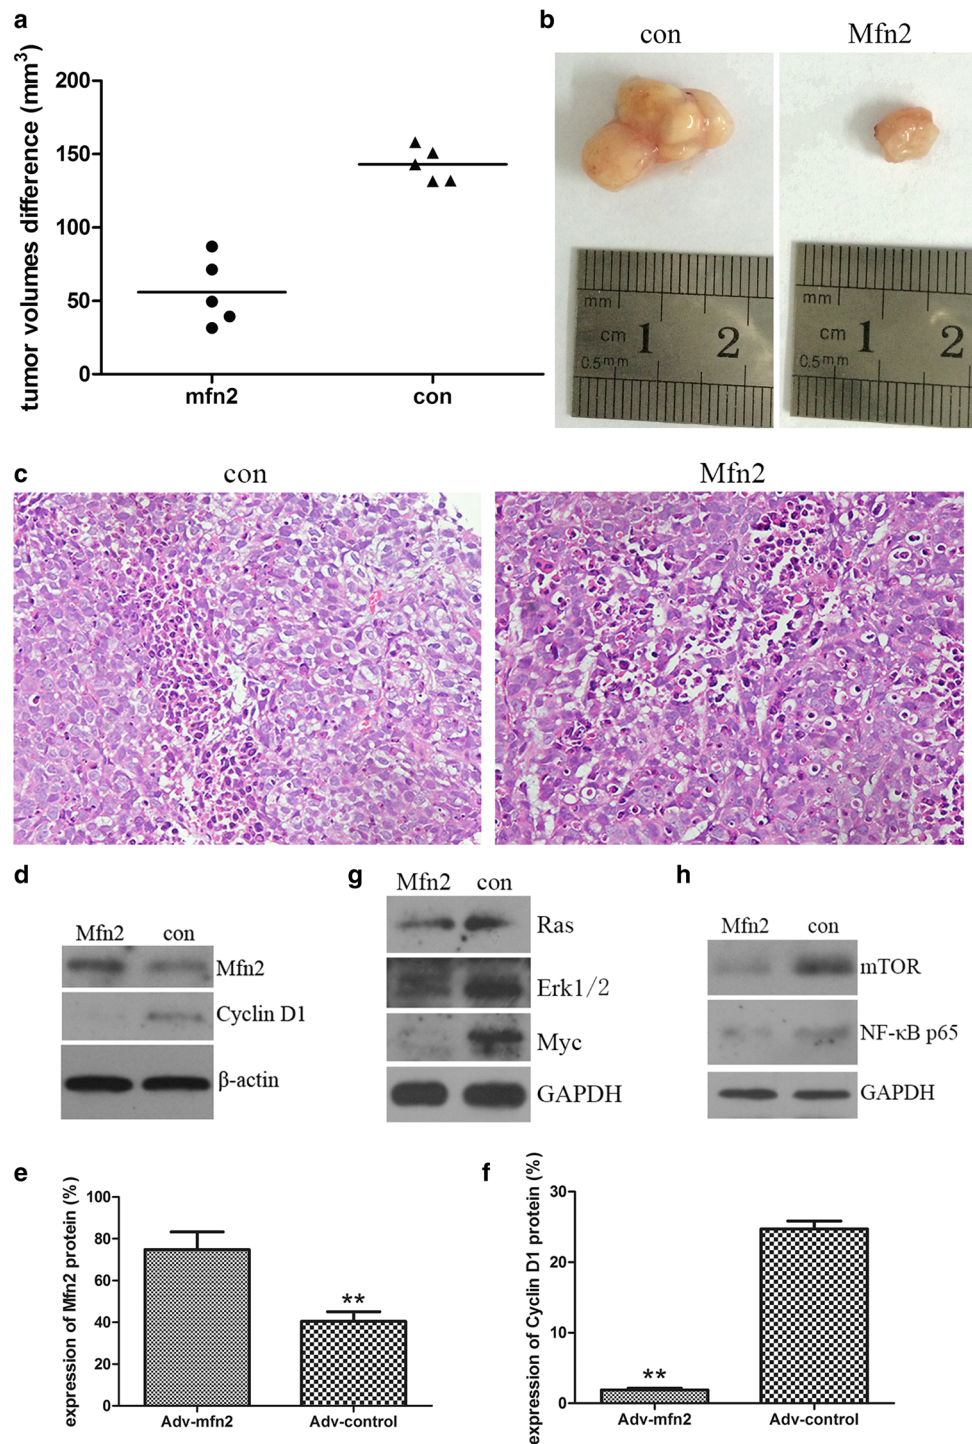 a
tumor volumes difference (mm³)
200
150
100
50
0
mfn2
con
b
con
Mfn2
mm
cm 1 2
0.5mm
mm
cm 1 2
0.5mm
c
con
Mfn2
d
Mfn2 con
Mfn2
Cyclin D1
β-actin
g
Mfn2 con
Ras
Erk1/2
Myc
GAPDH
h
Mfn2 con
mTOR
NF-κB p65
GAPDH
e
expression of Mfn2 protein (%)
100
80
60
40
20
0
**
Adv-mfn2
Adv-control
f
expression of Cyclin D1 protein (%)
30
20
10
0
**
Adv-mfn2
Adv-control